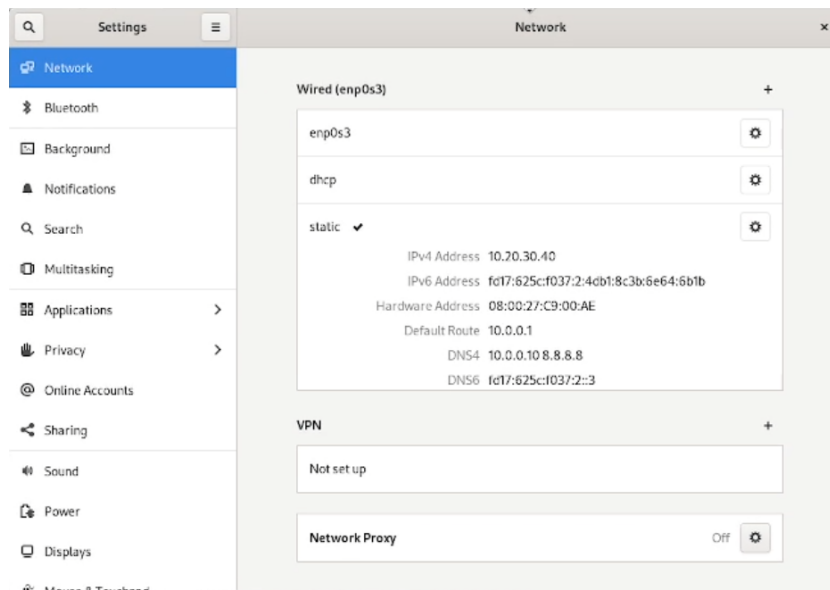 Settings
Network
Network
Bluetooth
Background
Notifications
Search
Multitasking
Applications
Privacy
Online Accounts
Sharing
Sound
Power
Displays
Wired (enp0s3)
enp0s3
dhcp
static
IPv4 Address 10.20.30.40
IPv6 Address fd17:625c:f037:2:4db1:8c3b:6e64:6b1b
Hardware Address 08:00:27:C9:00:AE
Default Route 10.0.0.1
DNS4 10.0.0.10 8.8.8.8
DNS6 fd17:625c:f037:2::3
VPN
Not set up
Network Proxy Off